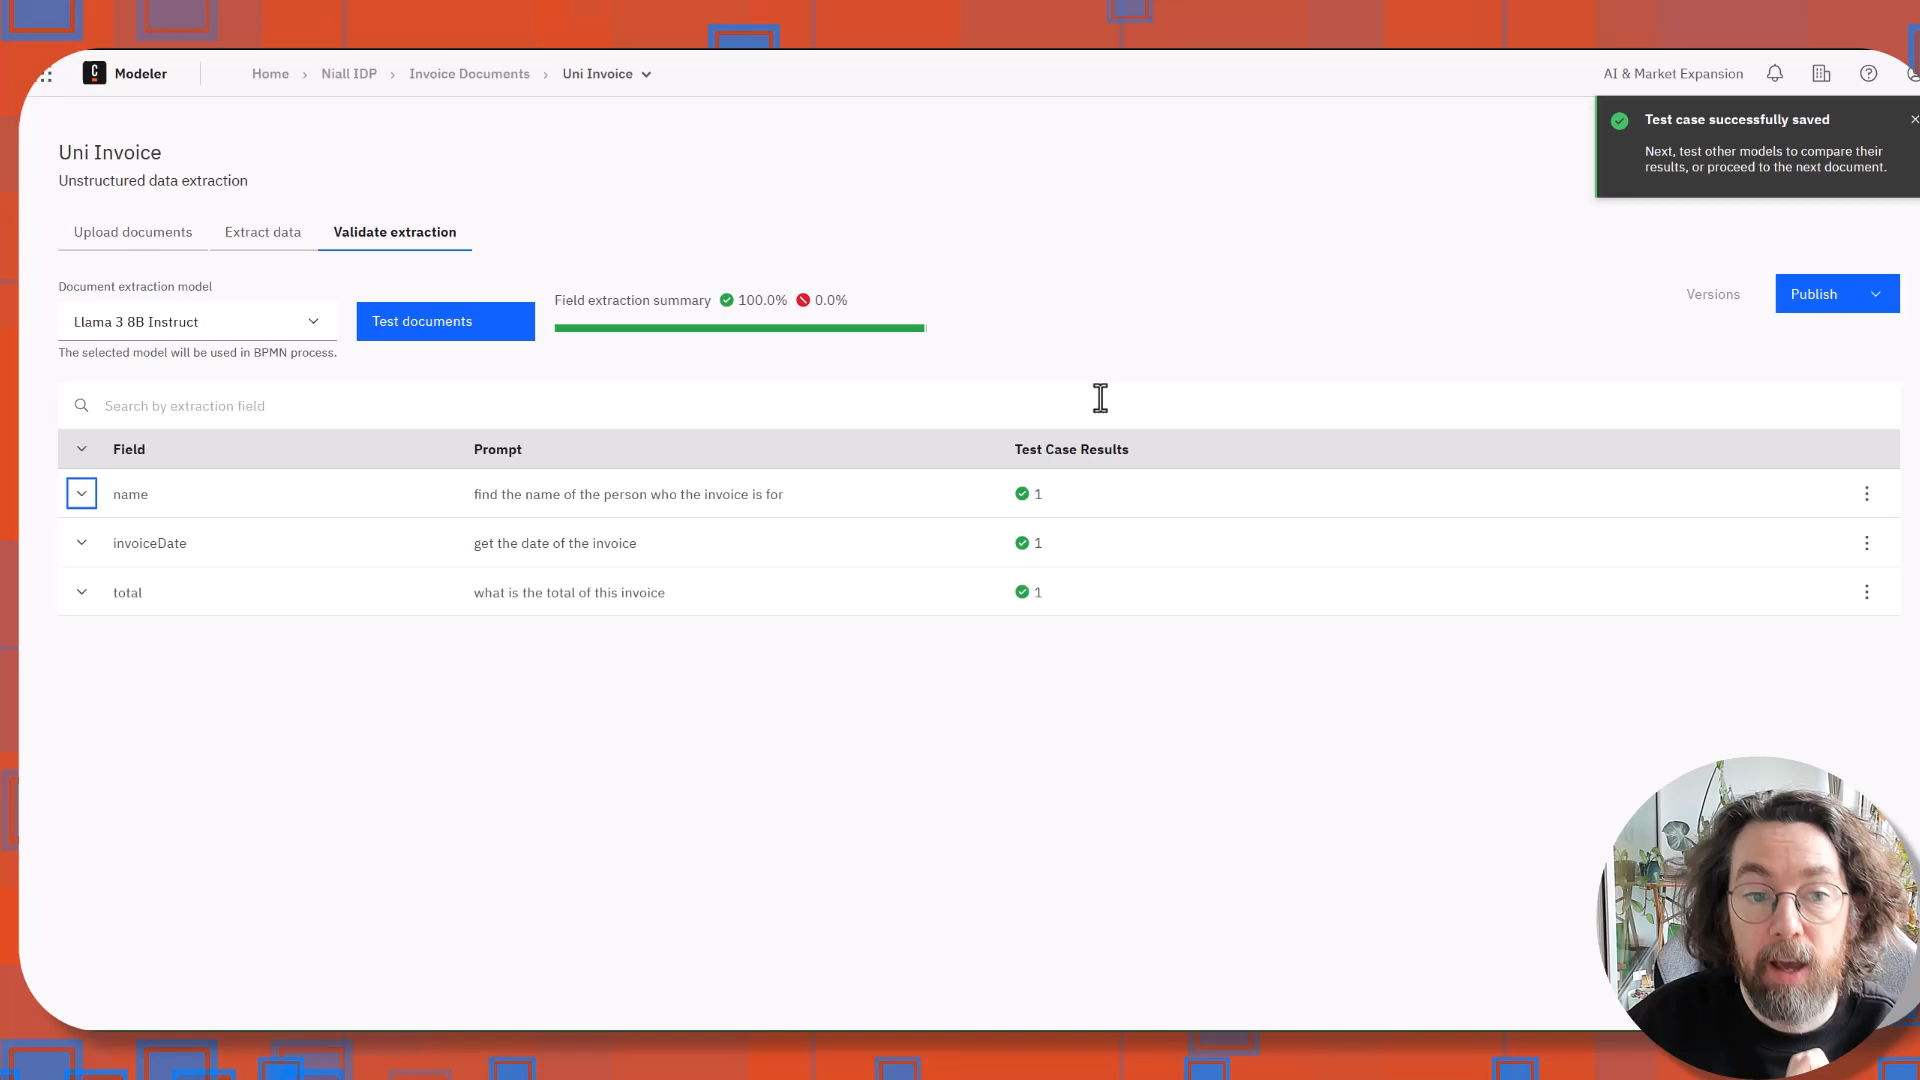 Modeler
Home
Niall IDP
Invoice Documents
Uni Invoice
AI & Market Expansion
Test case successfully saved
Next, test other models to compare their
results, or proceed to the next document.
Uni Invoice
Unstructured data extraction
Upload documents
Extract data
Validate extraction
Document extraction model
Llama 3 8B Instruct
The selected model will be used in BPMN process.
Test documents
Field extraction summary 100.0% 0.0%
Versions
Publish
Search by extraction field
Field Prompt Test Case Results
name find the name of the person who the invoice is for 1
invoiceDate get the date of the invoice 1
total what is the total of this invoice 1